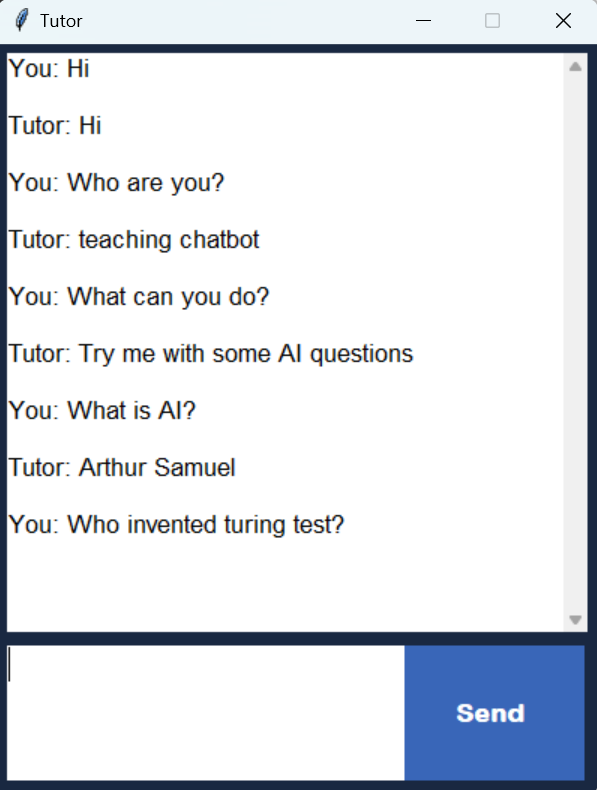 Tutor
You: Hi
Tutor: Hi
You: Who are you?
Tutor: teaching chatbot
You: What can you do?
Tutor: Try me with some AI questions
You: What is AI?
Tutor: Arthur Samuel
You: Who invented turing test?
Send